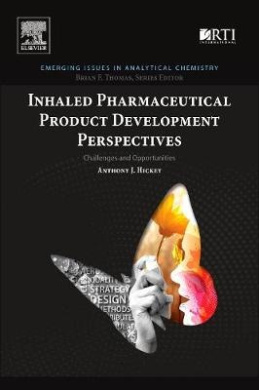 ELSEVIER
RTI
INTERNATIONAL
EMERGING ISSUES IN ANALYTICAL CHEMISTRY
BRIAN F. THOMAS, SERIES EDITOR
INHALED PHARMACEUTICAL
PRODUCT DEVELOPMENT
PERSPECTIVES
Challenges and Opportunities
ANTHONY J. HICKEY
STRATEGY
DESIGN
METHODS